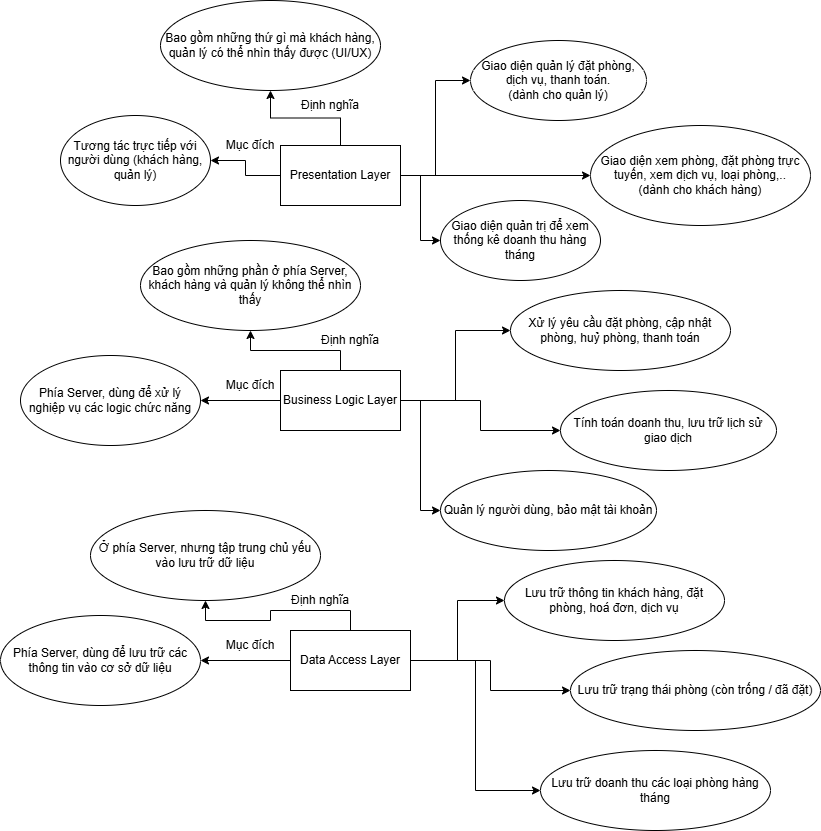 Bao gồm những thứ gì mà khách hàng,
quản lý có thể nhìn thấy được (UI/UX)
Định nghĩa
Tương tác trực tiếp với
người dùng (khách hàng,
quản lý)
Mục đích
Presentation Layer
Giao diện quản lý đặt phòng,
dịch vụ, thanh toán.
(dành cho quản lý)
Giao diện xem phòng, đặt phòng trực
tuyến, xem dịch vụ, loại phòng,..
(dành cho khách hàng)
Giao diện quản trị để xem
thống kê doanh thu hàng
tháng
Bao gồm những phần ở phía Server,
khách hàng và quản lý không thể nhìn
thấy
Định nghĩa
Phía Server, dùng để xử lý
nghiệp vụ các logic chức năng
Mục đích
Business Logic Layer
Xử lý yêu cầu đặt phòng, cập nhật
phòng, huỷ phòng, thanh toán
Tính toán doanh thu, lưu trữ lịch sử
giao dịch
Quản lý người dùng, bảo mật tài khoản
Ở phía Server, nhưng tập trung chủ yếu
vào lưu trữ dữ liệu
Định nghĩa
Phía Server, dùng để lưu trữ các
thông tin vào cơ sở dữ liệu
Mục đích
Data Access Layer
Lưu trữ thông tin khách hàng, đặt
phòng, hoá đơn, dịch vụ
Lưu trữ trạng thái phòng (còn trống / đã đặt)
Lưu trữ doanh thu các loại phòng hàng
tháng